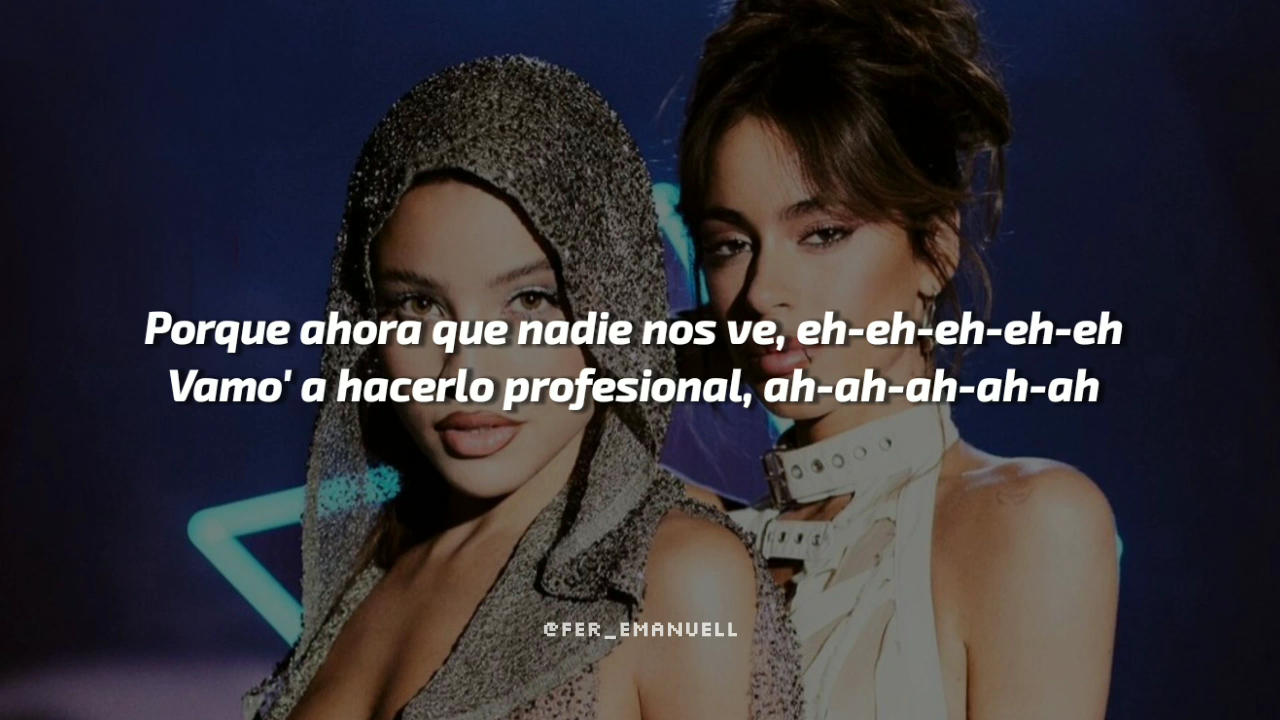 Porque ahora que nadie nos ve, eh-eh-eh-eh-eh
Vamo' a hacerlo profesional, ah-ah-ah-ah-ah
@FER_EMANUELL